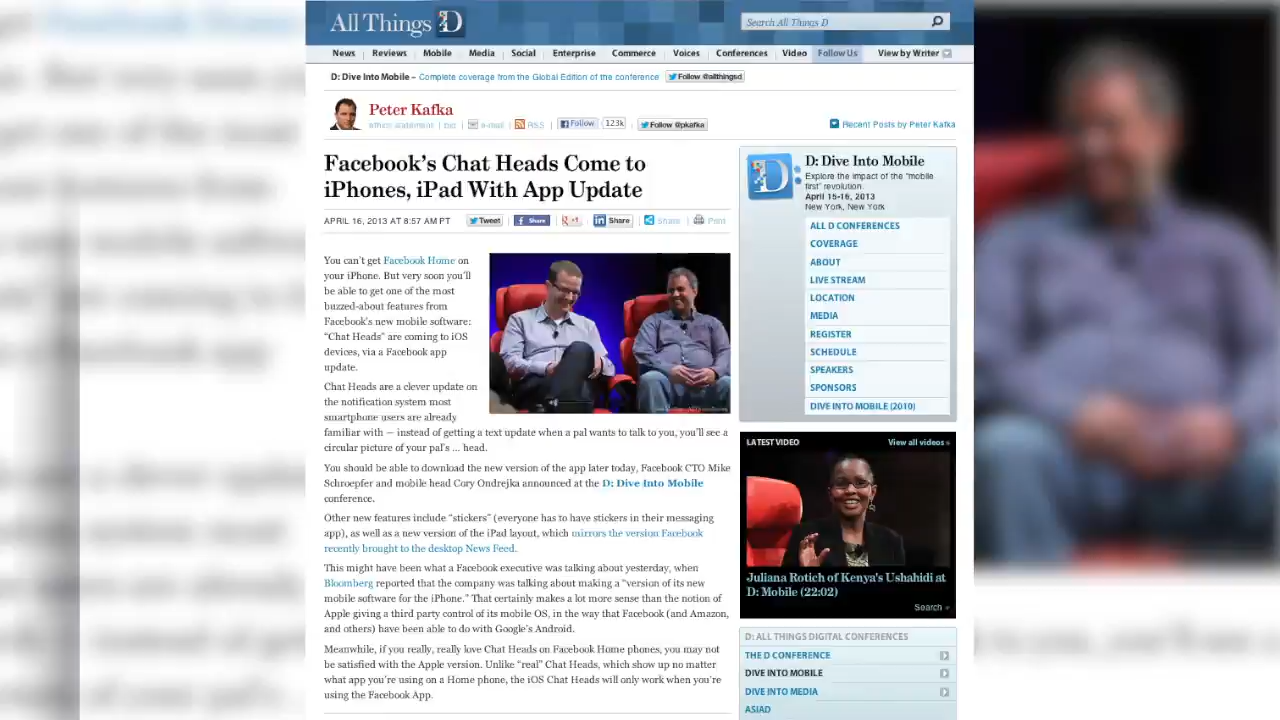 All Things D
Search All Things D
News Reviews Mobile Media Social Enterprise Commerce Voices Conferences Video Follow Us View by Writer
D: Dive Into Mobile – Complete coverage from the Global Edition of the conference Follow @allthingsd
Peter Kafka
ethics statement | bio | e-mail | RSS | Follow 123k | Follow @pkafka
Recent Posts by Peter Kafka
Facebook’s Chat Heads Come to
iPhones, iPad With App Update
APRIL 16, 2013 AT 8:57 AM PT Tweet Share +1 Share Share Print
You can’t get Facebook Home on
your iPhone. But very soon you’ll
be able to get one of the most
buzzed-about features from
Facebook’s new mobile software:
“Chat Heads” are coming to iOS
devices, via a Facebook app
update.
Chat Heads are a clever update on
the notification system most
smartphone users are already
familiar with — instead of getting a text update when a pal wants to talk to you, you’ll see a
circular picture of your pal’s ... head.
You should be able to download the new version of the app later today, Facebook CTO Mike
Schroepfer and mobile head Cory Ondrejka announced at the D: Dive Into Mobile
conference.
Other new features include “stickers” (everyone has to have stickers in their messaging
app), as well as a new version of the iPad layout, which mirrors the version Facebook
recently brought to the desktop News Feed.
This might have been what a Facebook executive was talking about yesterday, when
Bloomberg reported that the company was talking about making a “version of its new
mobile software for the iPhone.” That certainly makes a lot more sense than the notion of
Apple giving a third party control of its mobile OS, in the way that Facebook (and Amazon,
and others) have been able to do with Google’s Android.
Meanwhile, if you really, really love Chat Heads on Facebook Home phones, you may not
be satisfied with the Apple version. Unlike “real” Chat Heads, which show up no matter
what app you’re using on a Home phone, the iOS Chat Heads will only work when you’re
using the Facebook App.
D: Dive Into Mobile
Explore the impact of the “mobile
first” revolution.
April 15-16, 2013
New York, New York
ALL D CONFERENCES
COVERAGE
ABOUT
LIVE STREAM
LOCATION
MEDIA
REGISTER
SCHEDULE
SPEAKERS
SPONSORS
DIVE INTO MOBILE (2010)
LATEST VIDEO View all videos »
Juliana Rotich of Kenya's Ushahidi at
D: Mobile (22:02)
Search »
D: ALL THINGS DIGITAL CONFERENCES
THE D CONFERENCE
DIVE INTO MOBILE
DIVE INTO MEDIA
ASIAD